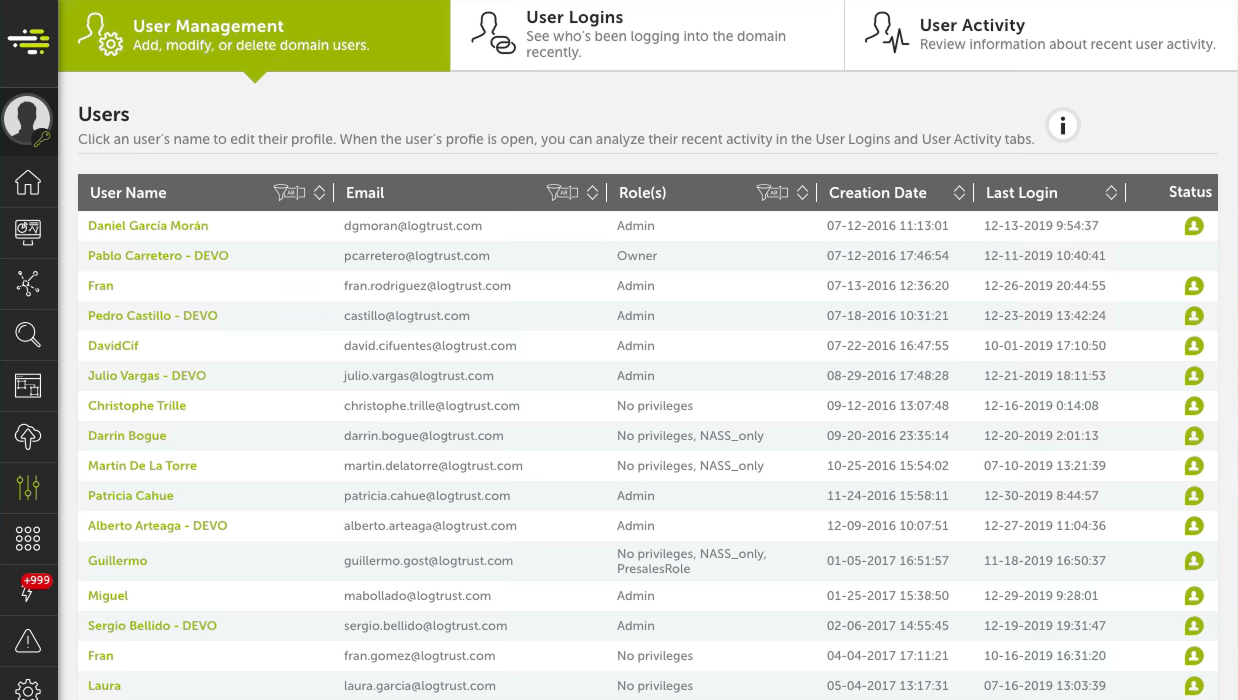 User Management
Add, modify, or delete domain users.
User Logins
See who's been logging into the domain
recently.
User Activity
Review information about recent user activity.
Users
Click an user's name to edit their profile. When the user's profie is open, you can analyze their recent activity in the User Logins and User Activity tabs.
User Name Email Role(s) Creation Date Last Login Status
Daniel García Morán dgmoran@logtrust.com Admin 07-12-2016 11:13:01 12-13-2019 9:54:37
Pablo Carretero - DEVO pcarretero@logtrust.com Owner 07-12-2016 17:46:54 12-11-2019 10:40:41
Fran fran.rodriguez@logtrust.com Admin 07-13-2016 12:36:20 12-26-2019 20:44:55
Pedro Castillo - DEVO castillo@logtrust.com Admin 07-18-2016 10:31:21 12-23-2019 13:42:24
DavidCif david.cifuentes@logtrust.com Admin 07-22-2016 16:47:55 10-01-2019 17:10:50
Julio Vargas - DEVO julio.vargas@logtrust.com Admin 08-29-2016 17:48:28 12-21-2019 18:11:53
Christophe Trille christophe.trille@logtrust.com No privileges 09-12-2016 13:07:48 12-16-2019 0:14:08
Darrin Bogue darrin.bogue@logtrust.com No privileges, NASS_only 09-20-2016 23:35:14 12-20-2019 2:01:13
Martín De La Torre martin.delatorre@logtrust.com No privileges, NASS_only 10-25-2016 15:54:02 07-10-2019 13:21:39
Patricia Cahue patricia.cahue@logtrust.com Admin 11-24-2016 15:58:11 12-30-2019 8:44:57
Alberto Arteaga - DEVO alberto.arteaga@logtrust.com Admin 12-09-2016 10:07:51 12-27-2019 11:04:36
Guillermo guillermo.gost@logtrust.com No privileges, NASS_only, 01-05-2017 16:51:57 11-18-2019 16:50:37
PresalesRole
+999
Miguel mabollado@logtrust.com Admin 01-25-2017 15:38:50 12-29-2019 9:28:01
Sergio Bellido - DEVO sergio.bellido@logtrust.com Admin 02-06-2017 14:55:45 12-19-2019 19:31:47
Fran fran.gomez@logtrust.com No privileges 04-04-2017 17:11:21 10-16-2019 16:31:20
Laura laura.garcia@logtrust.com No privileges 05-04-2017 13:17:31 07-16-2019 13:03:39